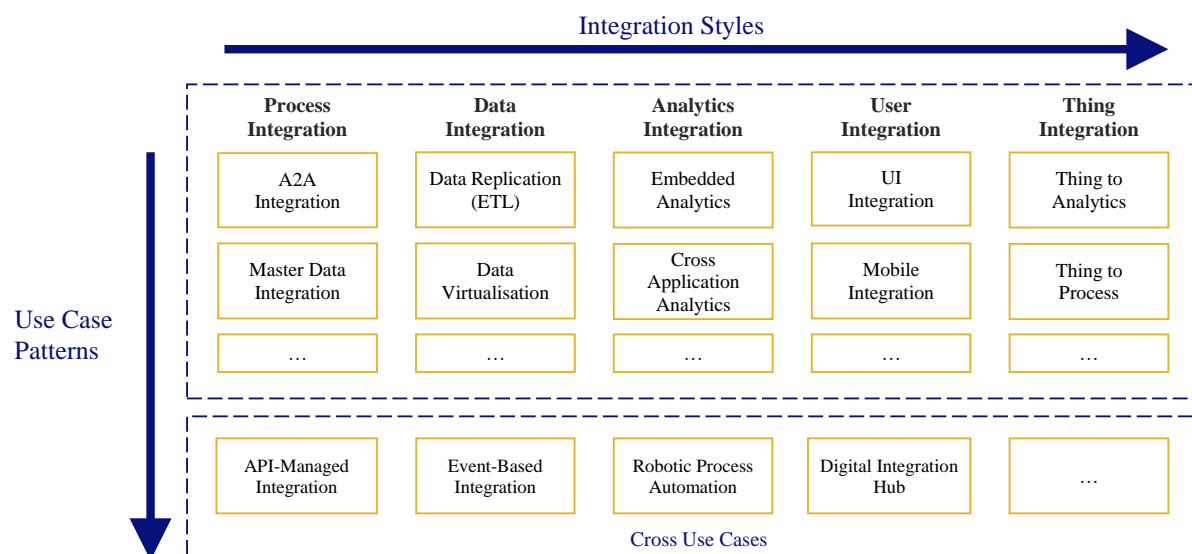 Integration Styles
Process
Integration
Data
Integration
Analytics
Integration
User
Integration
Thing
Integration
A2A
Integration
Data Replication
(ETL)
Embedded
Analytics
UI
Integration
Thing to
Analytics
Master Data
Integration
Data
Virtualisation
Cross
Application
Analytics
Mobile
Integration
Thing to
Process
Use Case
Patterns
…
…
…
…
…
API-Managed
Integration
Event-Based
Integration
Robotic Process
Automation
Digital Integration
Hub
…
Cross Use Cases